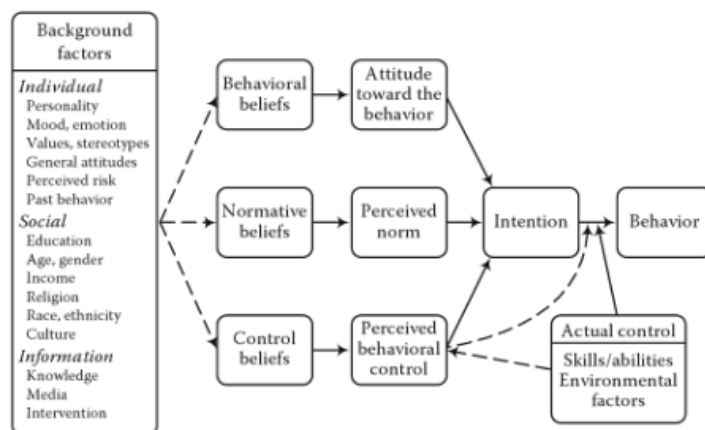 Background
factors
Individual
Personality
Mood, emotion
Values, stereotypes
General attitudes
Perceived risk
Past behavior
Social
Education
Age, gender
Income
Religion
Race, ethnicity
Culture
Information
Knowledge
Media
Intervention
Behavioral
beliefs
Attitude
toward the
behavior
Normative
beliefs
Perceived
norm
Intention
Behavior
Control
beliefs
Perceived
behavioral
control
Actual control
Skills/abilities
Environmental
factors